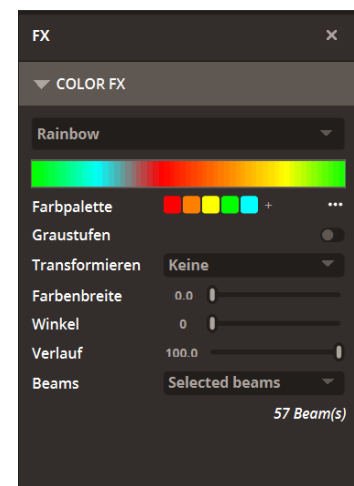 FX ×
COLOR FX
Rainbow
Farbpalette + ...
Graustufen
Transformieren Keine
Farbenbreite 0.0
Winkel 0
Verlauf 100.0
Beams Selected beams
57 Beam(s)